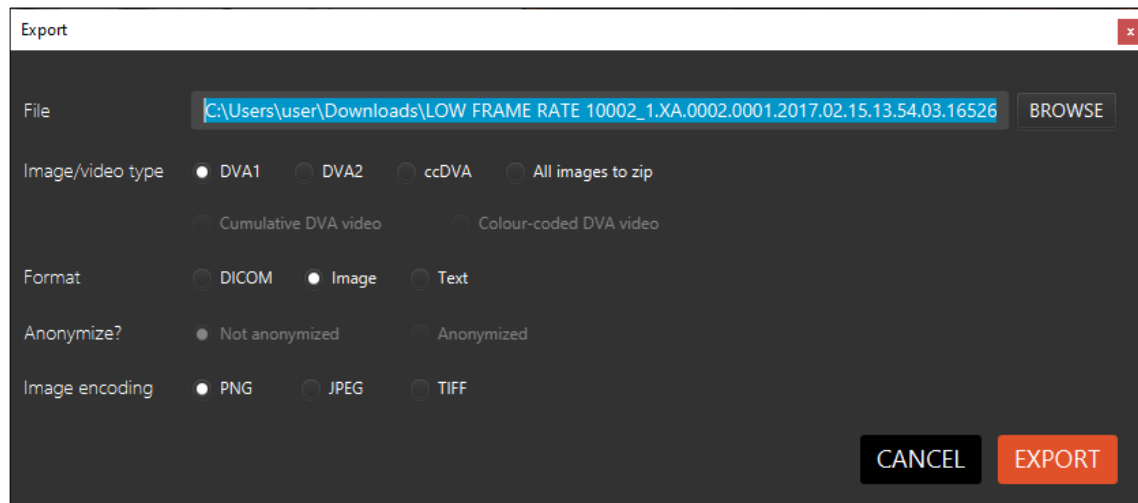 Export
x
File C:\Users\user\Downloads\LOW FRAME RATE 10002_1.XA.0002.0001.2017.02.15.13.54.03.16526 BROWSE
Image/video type DVA1 DVA2 ccDVA All images to zip
Cumulative DVA video Colour-coded DVA video
Format DICOM Image Text
Anonymize? Not anonymized Anonymized
Image encoding PNG JPEG TIFF
CANCEL EXPORT